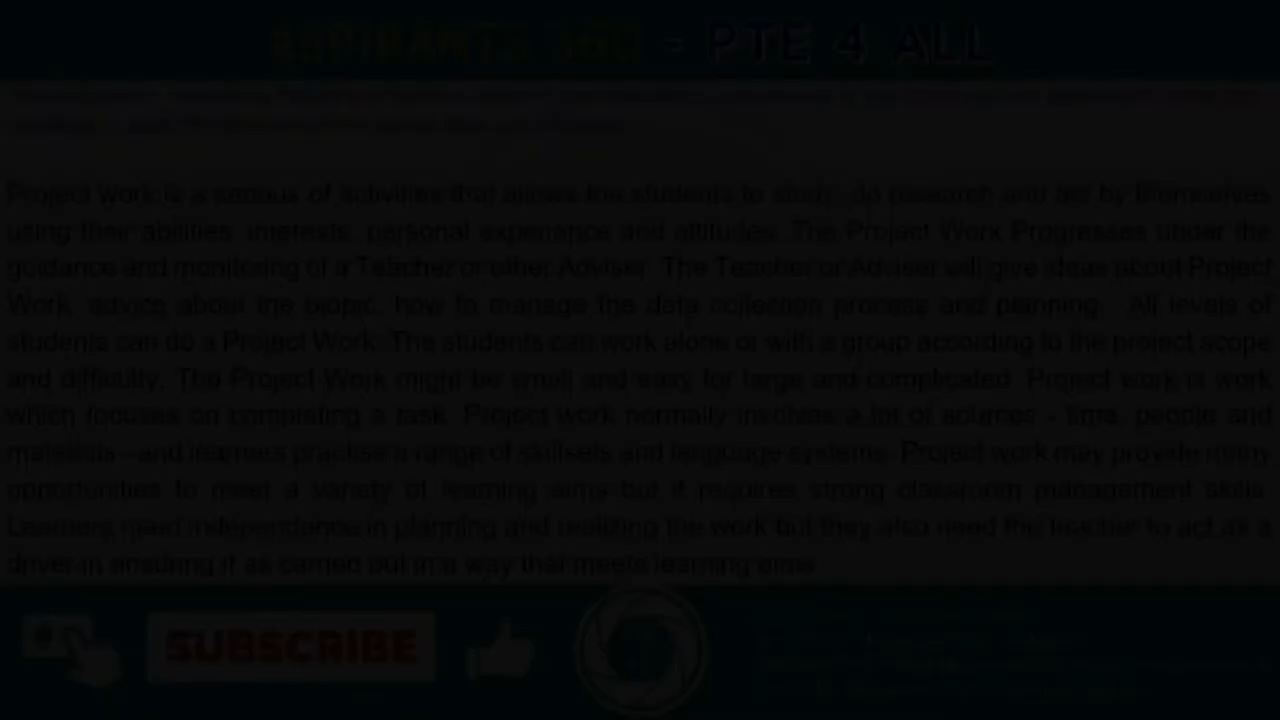 ASPIRANTS 360 - PTE 4 ALL
Project Work is a serious of activities that allows the students to study, do research and act by themselves
using their abilities, interests, personal experience and attitudes. The Project Work Progresses under the
guidance and monitoring of a Teacher or other Adviser. The Teacher or Adviser will give ideas about Project
Work, advice about the how to manage the data collection process and planning. All levels of
students can do a Project Work. The students can work alone or with a group according to the project scope
and difficulty. The Project Work might be small and easy for large and complicated. Project work is work
which focuses on completing a task. Project work normally involves a lot of - time, people and
materials - and learners practise a range of skillsets and language systems. Project work may provide many
opportunities to meet a variety of learning aims but it requires strong classroom management skills.
Learners need independence in planning and realizing the work but they also need the teacher to act as a
driver in ensuring it as carried out in a way that meets learning aims
SUBSCRIBE